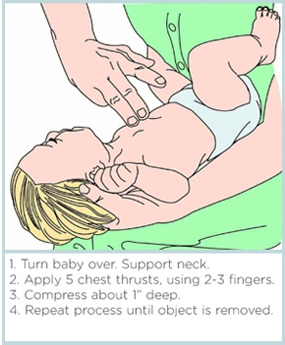 1. Turn baby over. Support neck.
2. Apply 5 chest thrusts, using 2-3 fingers.
3. Compress about 1" deep.
4. Repeat process until object is removed.